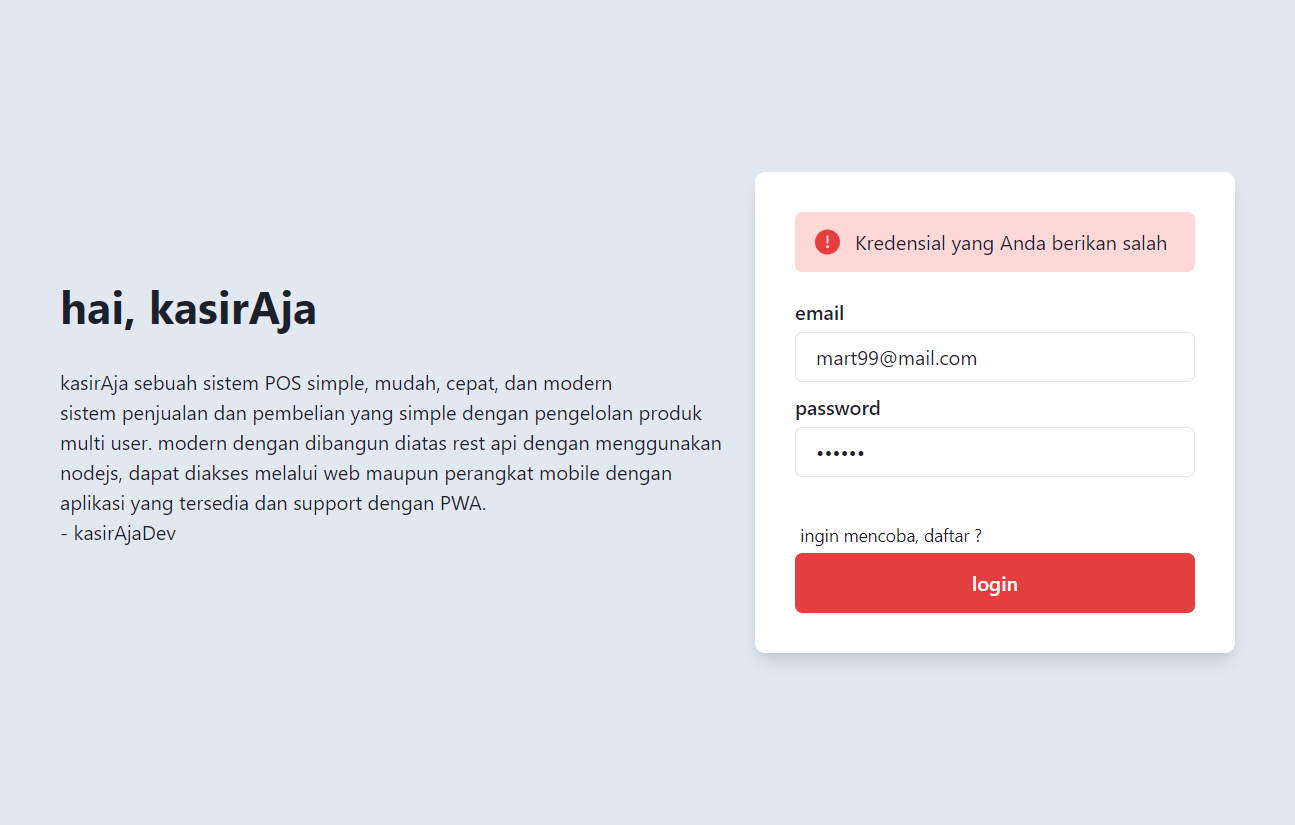 hai, kasirAja
kasirAja sebuah sistem POS simple, mudah, cepat, dan modern
sistem penjualan dan pembelian yang simple dengan pengelolan produk
multi user. modern dengan dibangun diatas rest api dengan menggunakan
nodejs, dapat diakses melalui web maupun perangkat mobile dengan
aplikasi yang tersedia dan support dengan PWA.
- kasirAjaDev
Kredensial yang Anda berikan salah
email
mart99@mail.com
password
••••••
ingin mencoba, daftar ?
login